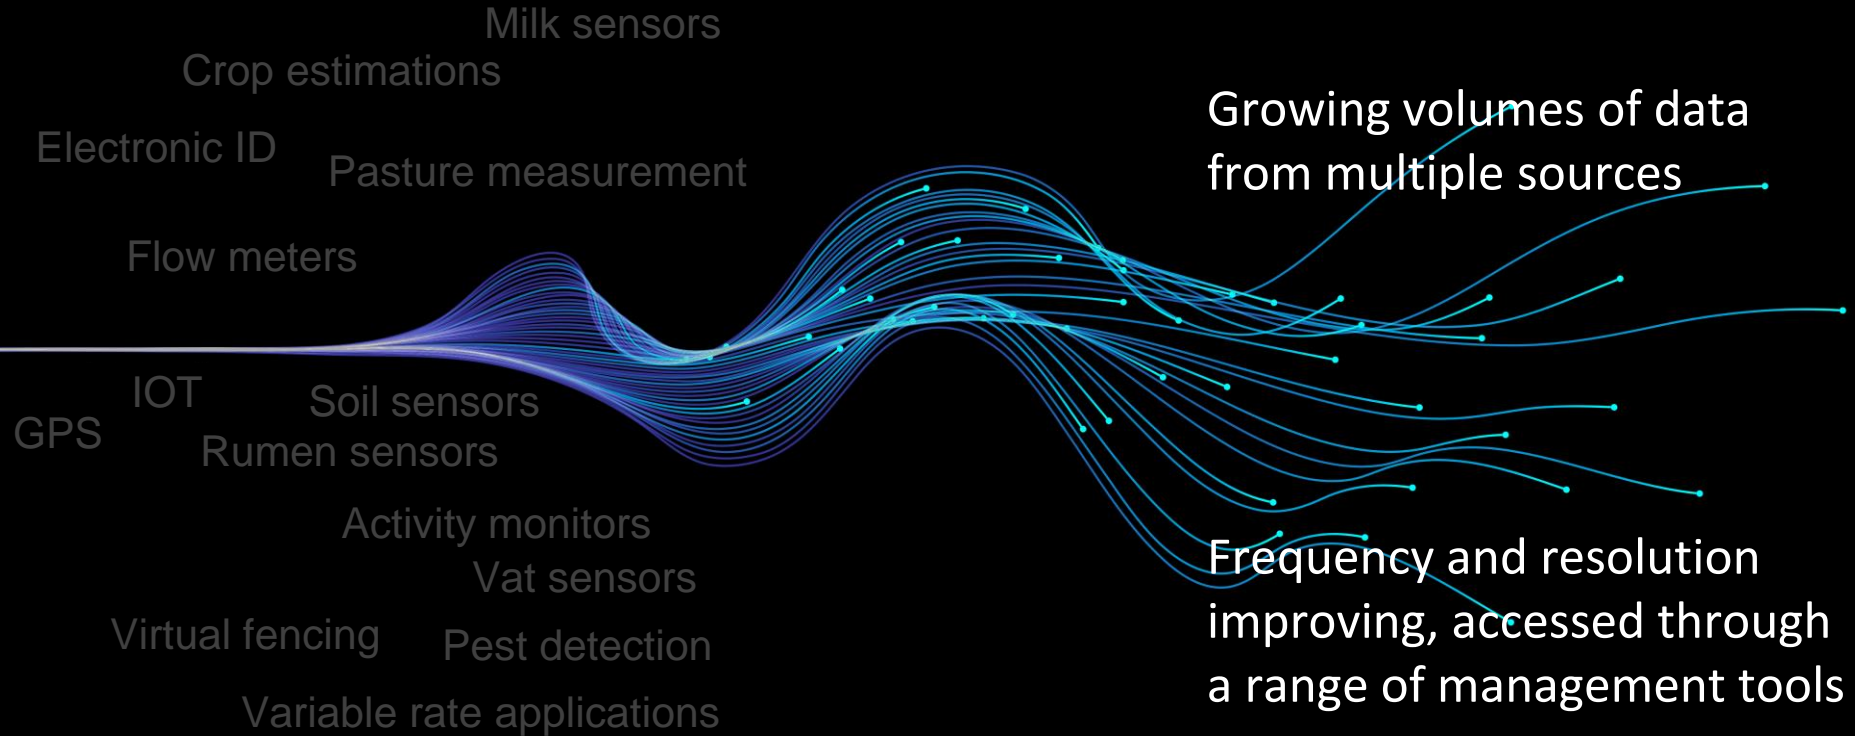 Milk sensors
Crop estimations
Electronic ID
Pasture measurement
Flow meters
IOT
Soil sensors
GPS
Rumen sensors
Activity monitors
Vat sensors
Virtual fencing
Pest detection
Variable rate applications
Growing volumes of data
from multiple sources
Frequency and resolution
improving, accessed through
a range of management tools